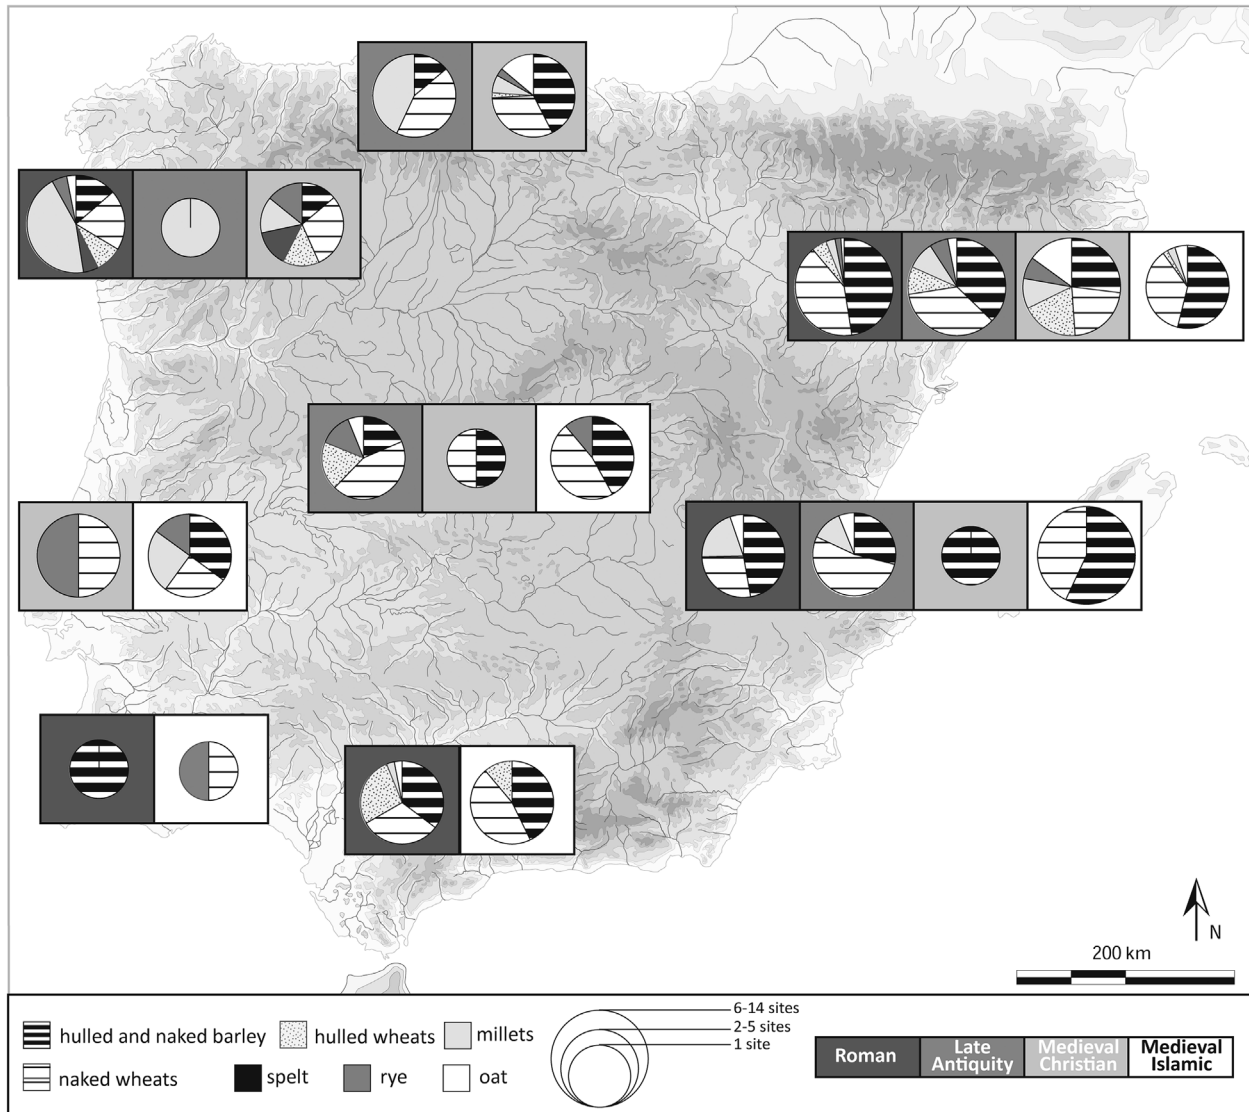 N
200 km
hulled and naked barley
hulled wheats
millets
naked wheats
spelt
rye
oat
6-14 sites
2-5 sites
1 site
Roman
Late
Antiquity
Medieval
Christian
Medieval
Islamic